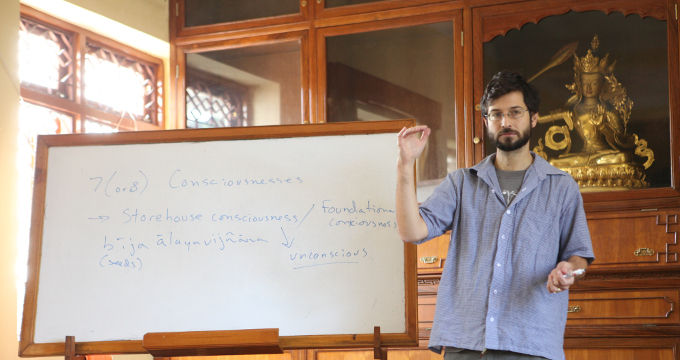 7 (or 8) Consciousnesses
→ Storehouse consciousness / Foundational consciousness
bīja ālayavijñāna
(seeds)
unconscious